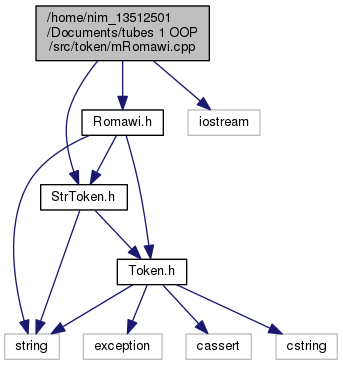 /home/nim_13512501
/Documents/tubes 1 OOP
/src/token/mRomawi.cpp
Romawi.h
iostream
StrToken.h
Token.h
string
exception
cassert
cstring